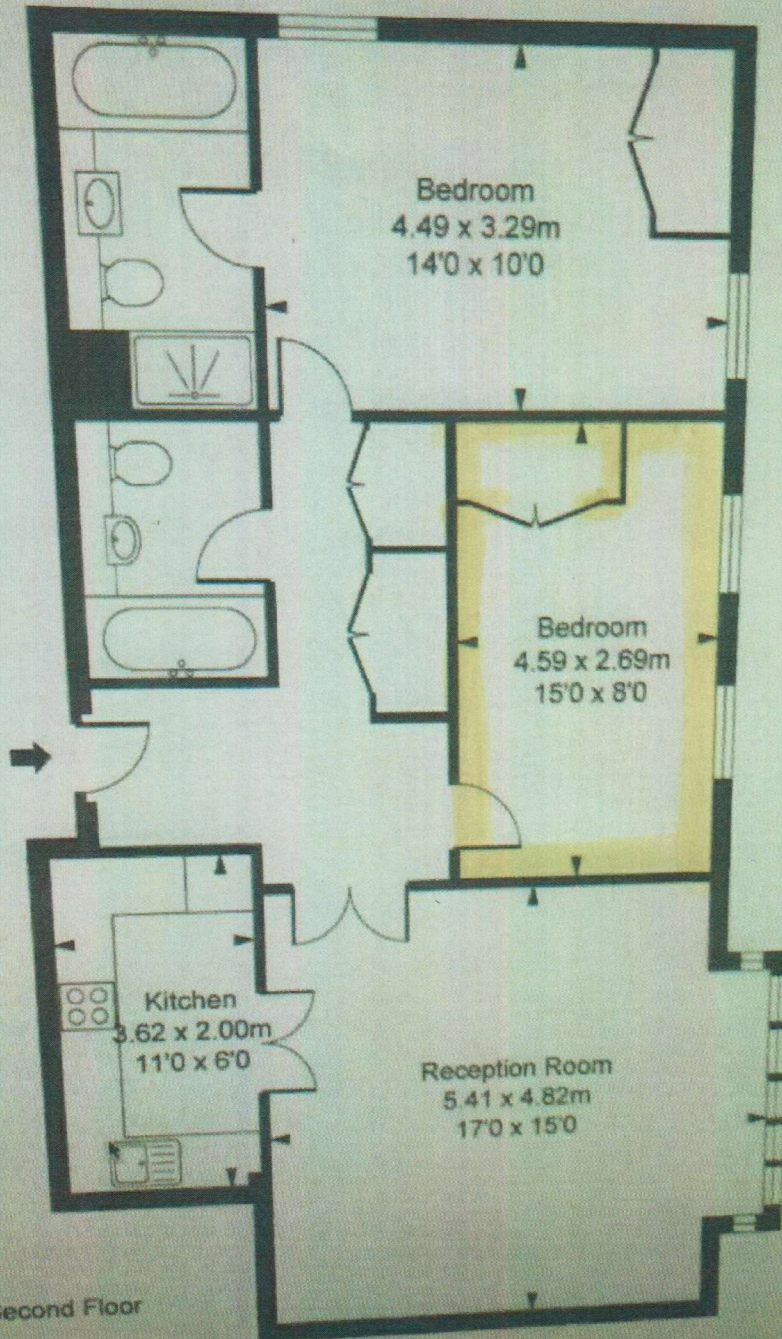 Bedroom
4.49 x 3.29m
14'0 x 10'0
Bedroom
4.59 x 2.69m
15'0 x 8'0
Kitchen
3.62 x 2.00m
11'0 x 6'0
Reception Room
5.41 x 4.82m
17'0 x 15'0
Second Floor